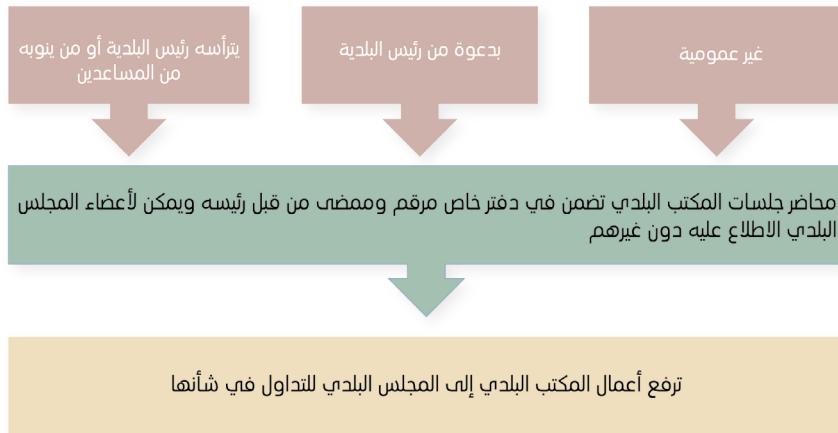 غير عمومية
بدعوة من رئيس البلدية
يترأسه رئيس البلدية أو من ينوبه
من المساعدين
محاضر جلسات المكتب البلدي تضمن في دفتر خاص مرقم وممضى من قبل رئيسه ويمكن لأعضاء المجلس
البلدي الاطلاع عليه دون غيرهم
ترفع أعمال المكتب البلدي إلى المجلس البلدي للتداول في شأنها